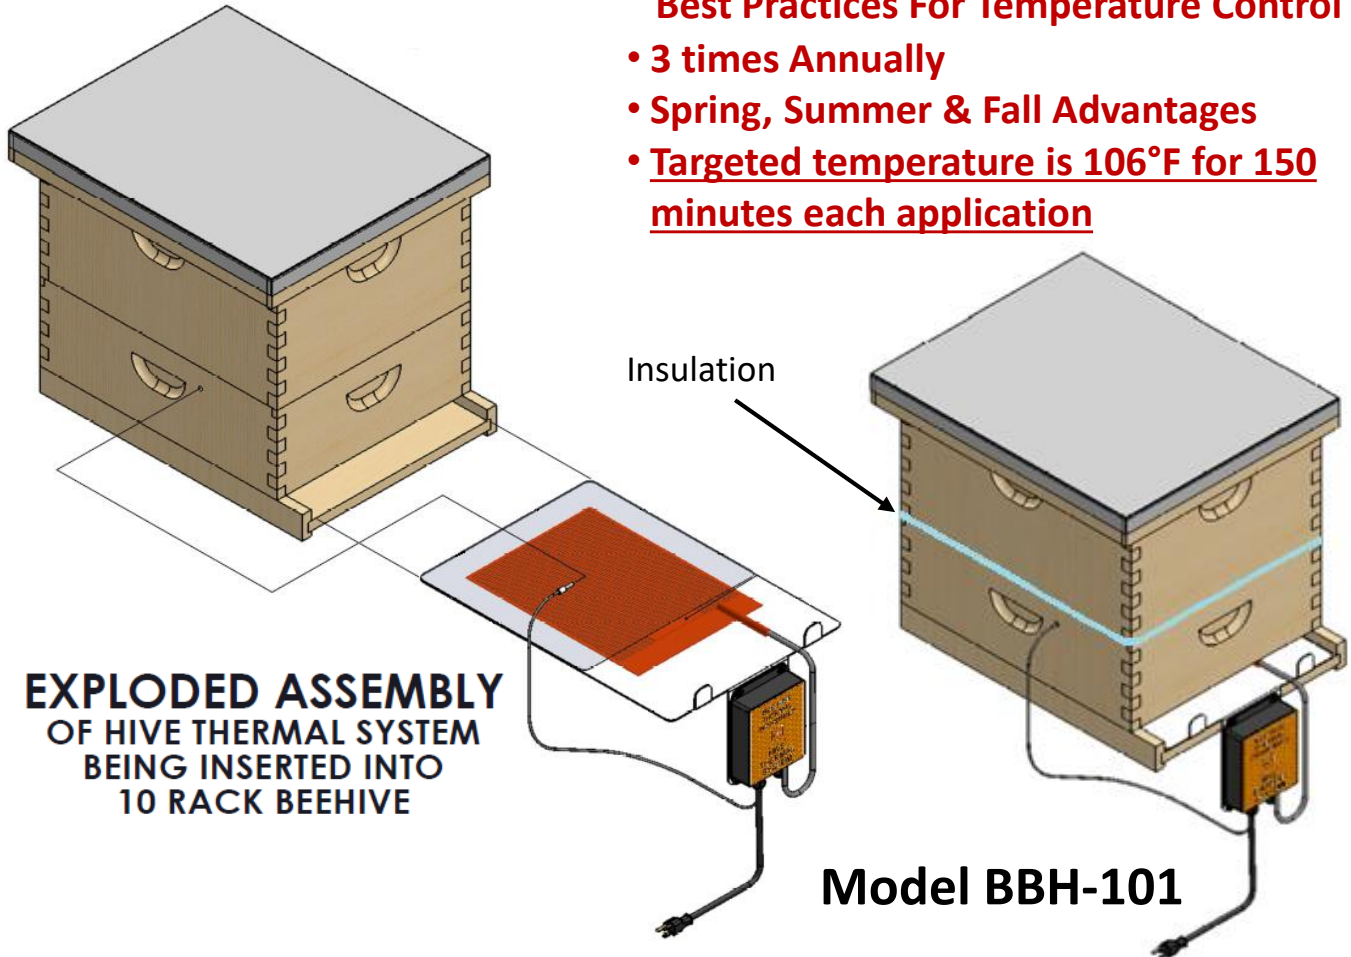 Best Practices For Temperature Control
• 3 times Annually
• Spring, Summer & Fall Advantages
• Targeted temperature is 106°F for 150
minutes each application
Insulation
EXPLODED ASSEMBLY
OF HIVE THERMAL SYSTEM
BEING INSERTED INTO
10 RACK BEEHIVE
Model BBH-101